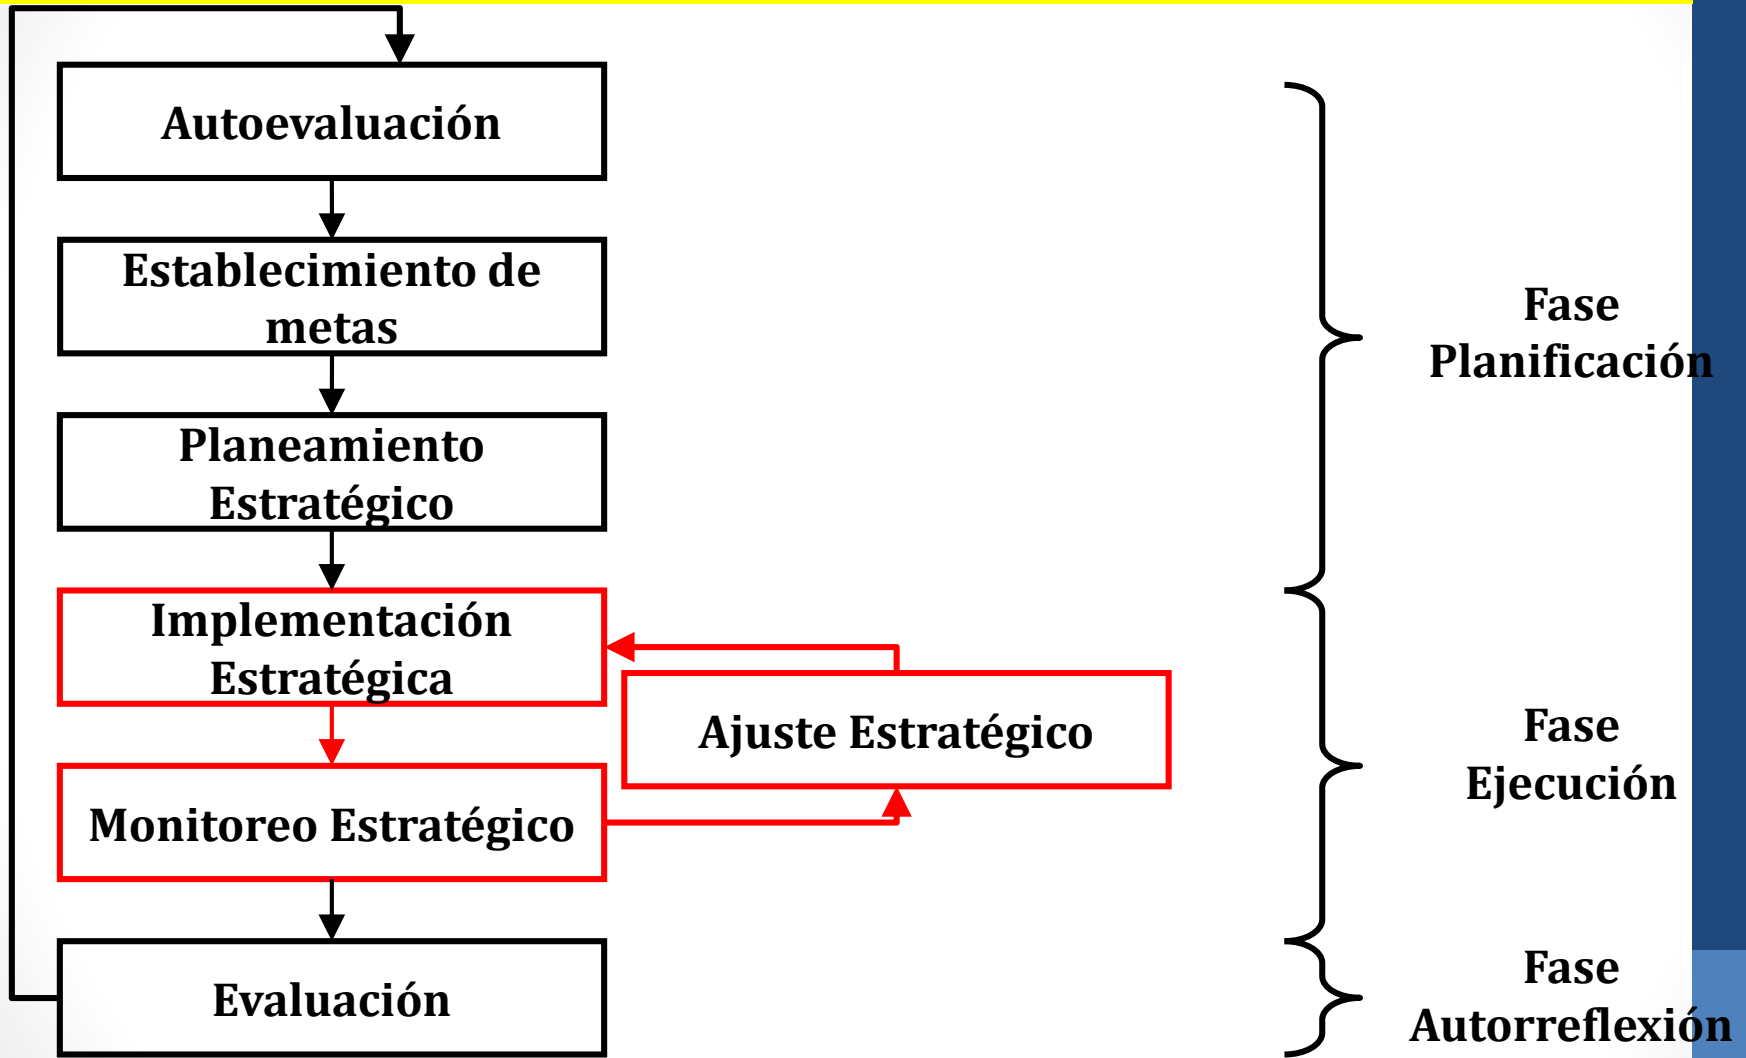 Autoevaluación
Establecimiento de
metas
Planeamiento
Estratégico
Implementación
Estratégica
Ajuste Estratégico
Monitoreo Estratégico
Evaluación
Fase
Planificación
Fase
Ejecución
Fase
Autorreflexión